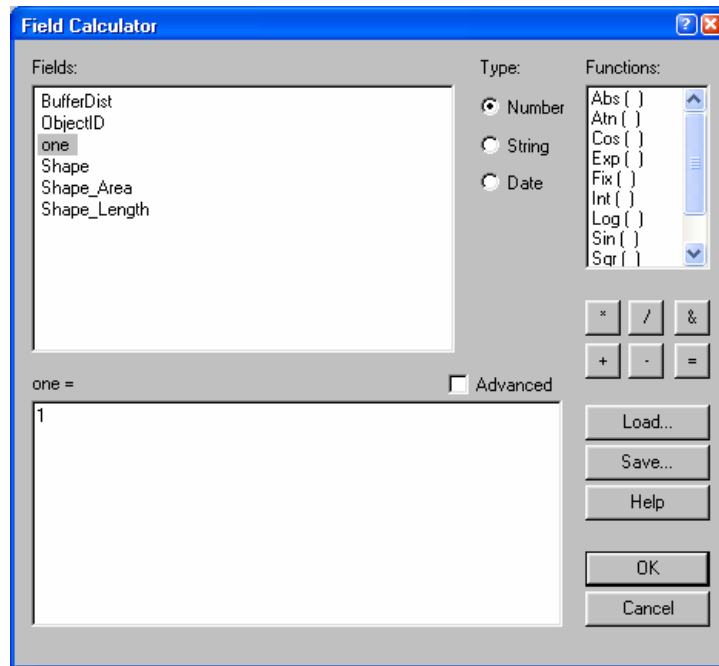 Field Calculator
Fields:
BufferDist
ObjectID
one
Shape
Shape_Area
Shape_Length
Type:
Number
String
Date
Functions:
Abs ( )
Atn ( )
Cos ( )
Exp ( )
Fix ( )
Int ( )
Log ( )
Sin ( )
Sqr ( )
* / &
+ - =
one =
Advanced
1
Load...
Save...
Help
OK
Cancel